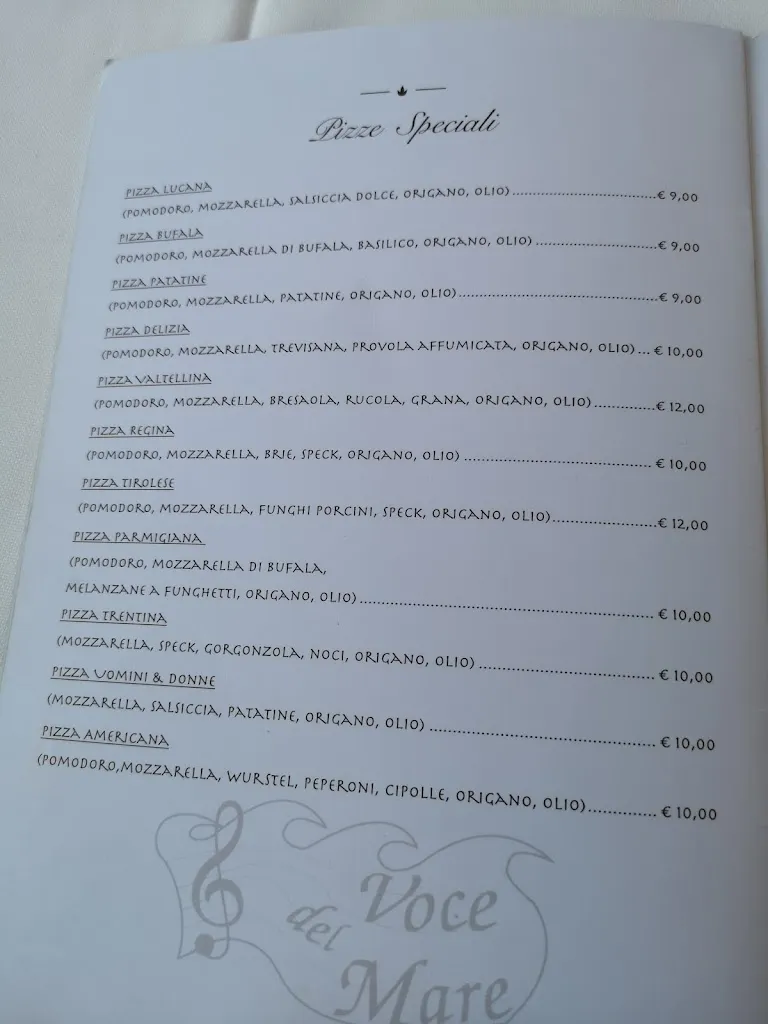 Pizze Speciali
PIZZA LUCANA
(POMODORO, MOZZARELLA, SALSICCIA DOLCE, ORIGANO, OLIO)..............................€ 9,00
PIZZA BUFALA
(POMODORO, MOZZARELLA DI BUFALA, BASILICO, ORIGANO, OLIO)..........................€ 9,00
PIZZA PATATINE
(POMODORO, MOZZARELLA, PATATINE, ORIGANO, OLIO)..........................................€ 9,00
PIZZA DELIZIA
(POMODORO, MOZZARELLA, TREVISANA, PROVOLA AFFUMICATA, ORIGANO, OLIO)... € 10,00
PIZZA VALTELLINA
(POMODORO, MOZZARELLA, BRESAOLA, RUCOLA, GRANA, ORIGANO, OLIO).............€ 12,00
PIZZA REGINA
(POMODORO, MOZZARELLA, BRIE, SPECK, ORIGANO, OLIO)...................................... € 10,00
PIZZA TIROLESE
(POMODORO, MOZZARELLA, FUNGHI PORCINI, SPECK, ORIGANO, OLIO).....................€ 12,00
PIZZA PARMIGIANA
(POMODORO, MOZZARELLA DI BUFALA,
MELANZANE A FUNGHETTI, ORIGANO, OLIO)......................................................... € 10,00
PIZZA TRENTINA
(MOZZARELLA, SPECK, GORGONZOLA, NOCI, ORIGANO, OLIO)................................. € 10,00
PIZZA UOMINI & DONNE
(MOZZARELLA, SALSICCIA, PATATINE, ORIGANO, OLIO)......................................... € 10,00
PIZZA AMERICANA
(POMODORO,MOZZARELLA, WURSTEL, PEPERONI, CIPOLLE, ORIGANO, OLIO)............. € 10,00
Voce
del
Mare